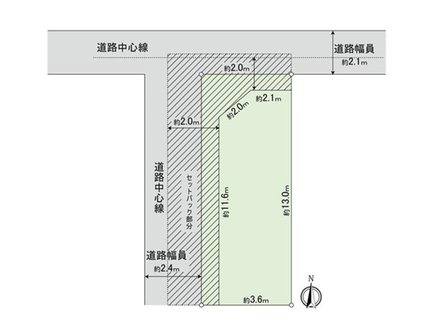 道路中心線
道路幅員
約2.1m
約2.0m
約2.1m
約2.0m
約2.0m
道路中心線
セットバック部分
約11.6m
約13.0m
道路幅員
約2.4m
約3.6m
N